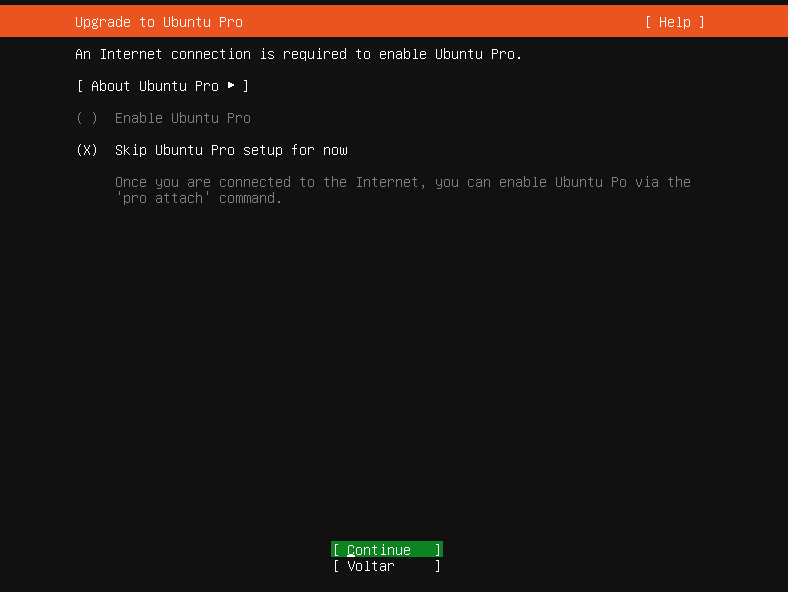 Upgrade to Ubuntu Pro [ Help ]
An Internet connection is required to enable Ubuntu Pro.
[ About Ubuntu Pro ▸ ]
( ) Enable Ubuntu Pro
(X) Skip Ubuntu Pro setup for now
Once you are connected to the Internet, you can enable Ubuntu Po via the
'pro attach' command.
[ Continue ]
[ Voltar ]